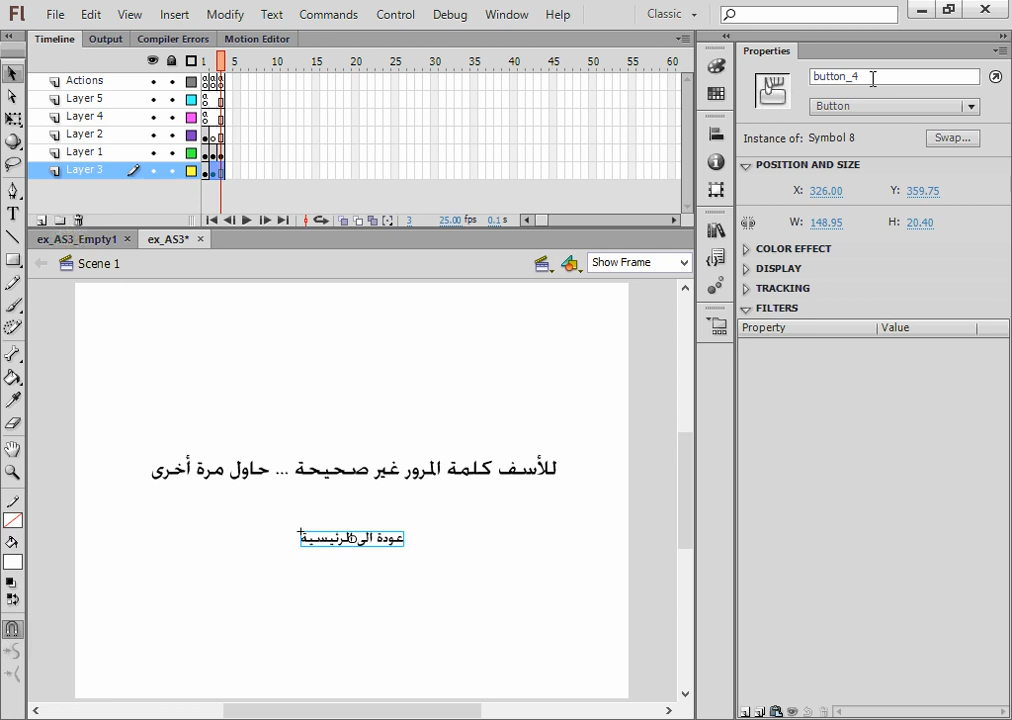 Fl File Edit View Insert Modify Text Commands Control Debug Window Help Classic
Timeline Output Compiler Errors Motion Editor
Properties
1 5 10 15 20 25 30 35 40 45 50 55 60
Actions
Layer 5
Layer 4
Layer 2
Layer 1
Layer 3
3 25.00 fps 0.1 s
button_4
Button
Instance of: Symbol 8 Swap...
POSITION AND SIZE
X: 326.00 Y: 359.75
W: 148.95 H: 20.40
COLOR EFFECT
DISPLAY
TRACKING
FILTERS
Property Value
ex_AS3_Empty1 × ex_AS3* ×
Scene 1 Show Frame
للأسف كلمة المرور غير صحيحة ... حاول مرة أخرى
عودة الى الرئيسية